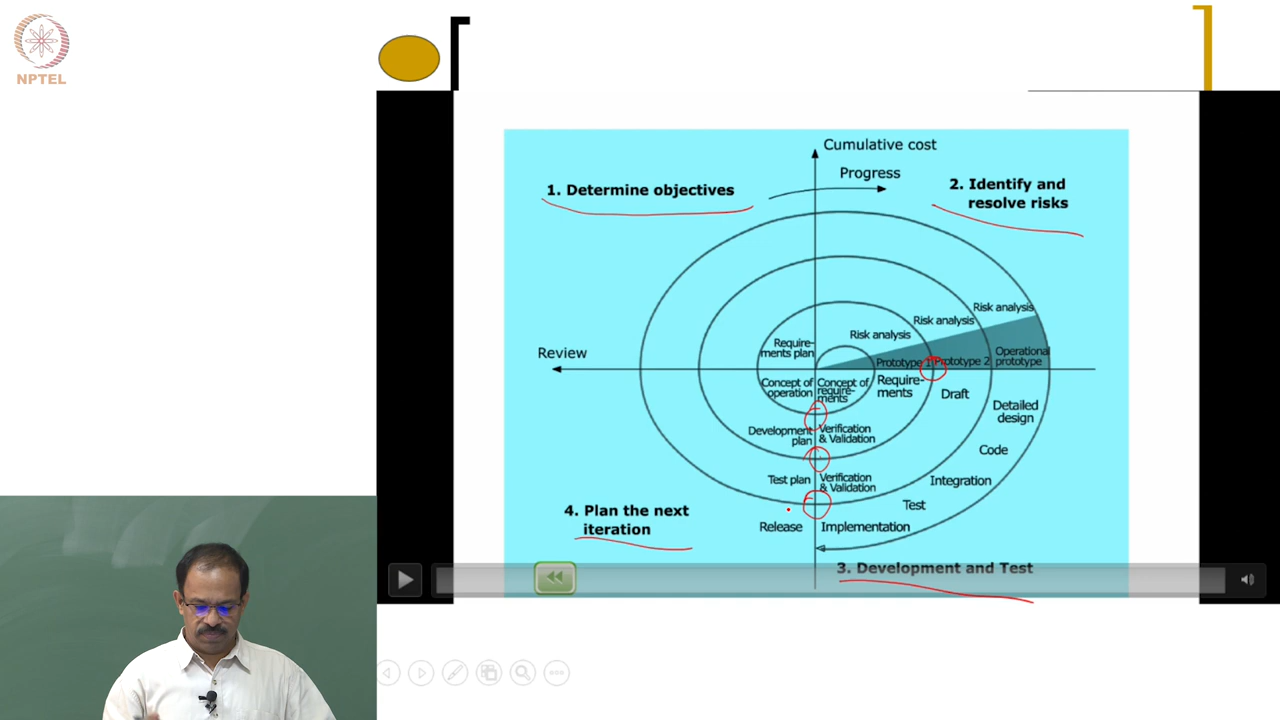 NPTEL
Cumulative cost
Progress
1. Determine objectives
2. Identify and
resolve risks
Risk analysis
Risk analysis
Risk analysis
Require-
ments plan
Prototype 1
Prototype 2
Operational
prototype
Review
Concept of
operation
Concept of
require-
ments
Require-
ments
Draft
Detailed
design
Development
plan
Verification
& Validation
Code
Test plan
Verification
& Validation
Integration
Test
4. Plan the next
iteration
Release
Implementation
3. Development and Test